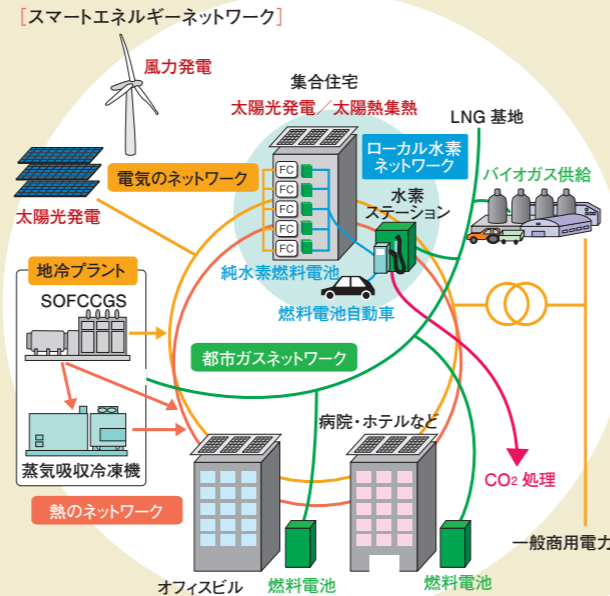 [スマートエネルギーネットワーク]
風力発電
集合住宅
太陽光発電／太陽熱集熱
LNG 基地
ローカル水素
ネットワーク
バイオガス供給
電気のネットワーク
太陽光発電
水素
ステーション
FC
FC
FC
FC
FC
純水素燃料電池
燃料電池自動車
地冷プラント
SOFCCGS
都市ガスネットワーク
蒸気吸収冷凍機
病院・ホテルなど
CO2 処理
熱のネットワーク
一般商用電力
オフィスビル
燃料電池
燃料電池